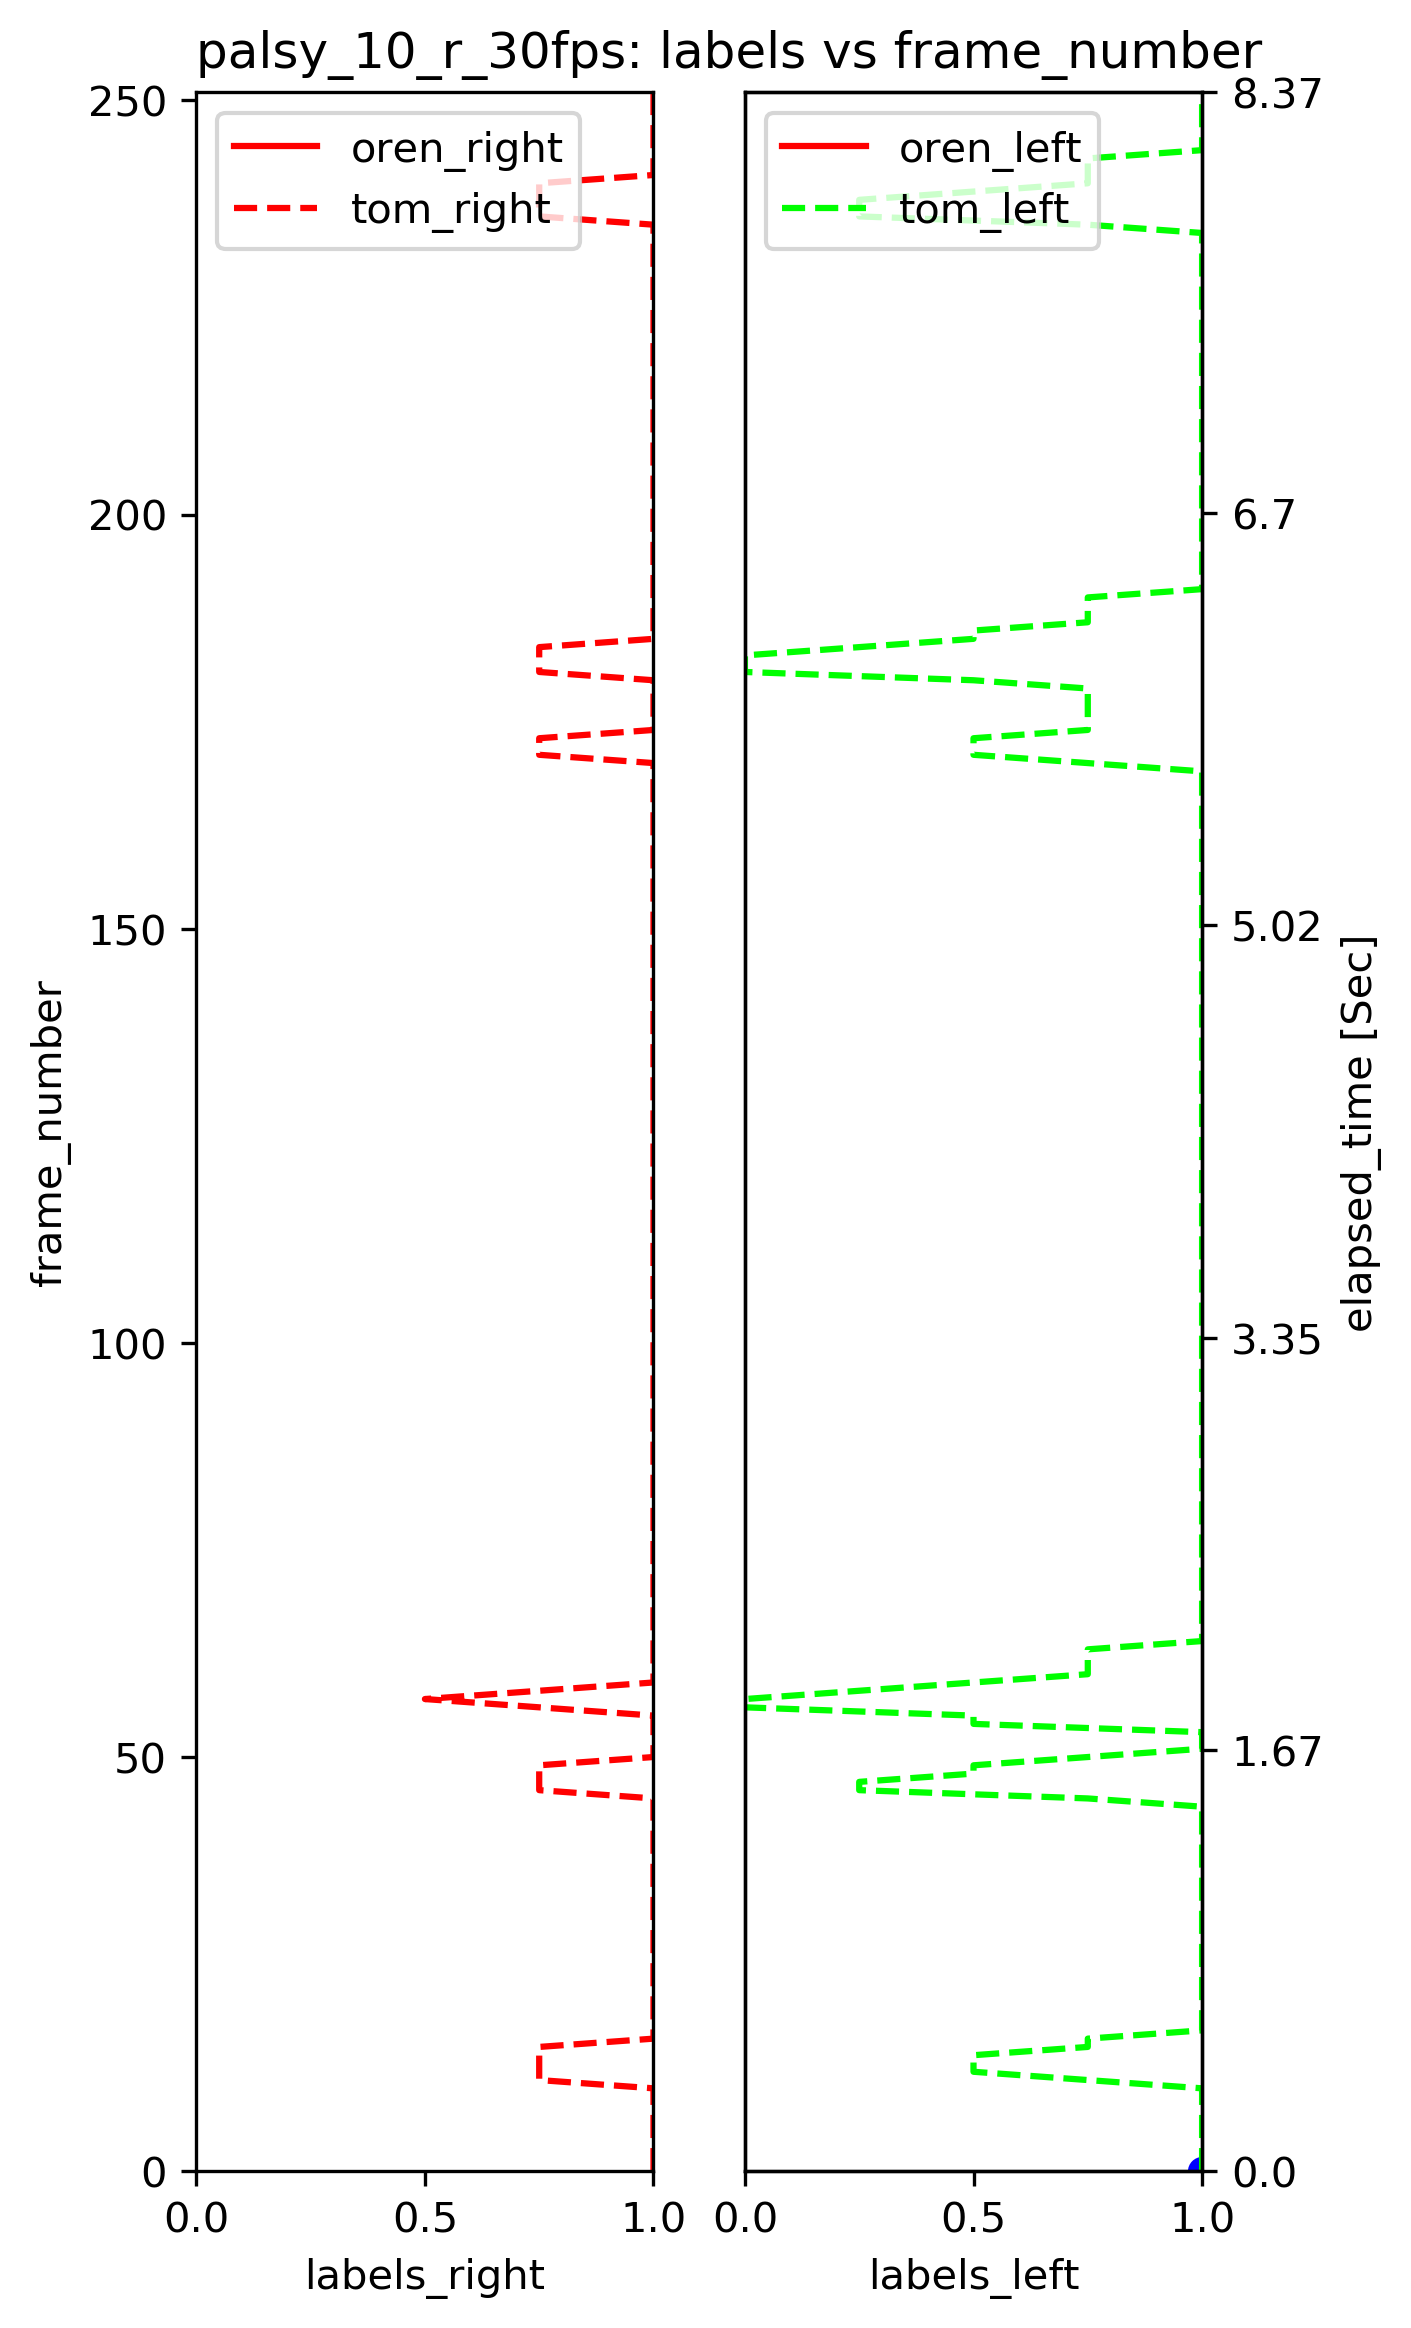 palsy_10_r_30fps: labels vs frame_number
oren_right
tom_right
oren_left
tom_left
250
200
150
100
50
0
frame_number
0.0
0.5
1.0
labels_right
0.0
0.5
1.0
labels_left
8.37
6.7
5.02
3.35
1.67
0.0
elapsed_time [Sec]